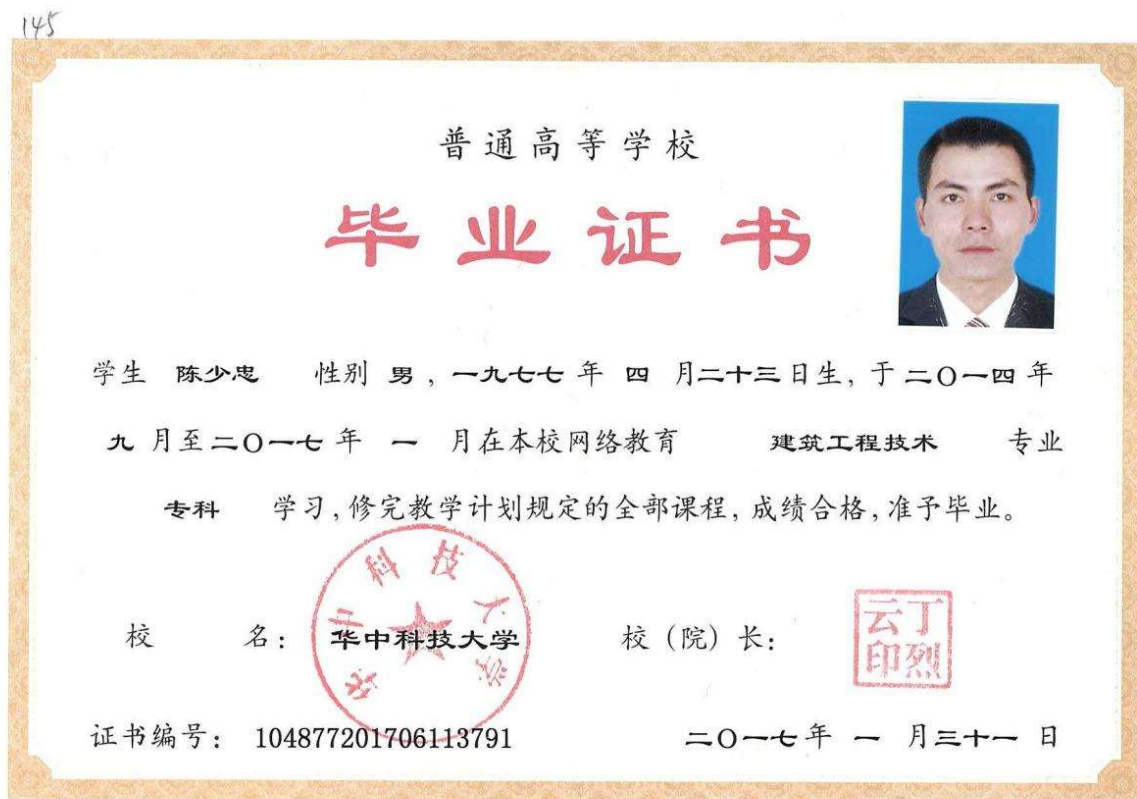 145
普通高等学校
毕业证书
学生 陈少忠 性别 男，一九七七 年 四 月二十三日生，于二〇一四年
九 月至二〇一七 年 一 月在本校网络教育 建筑工程技术 专业
专科 学习，修完教学计划规定的全部课程，成绩合格，准予毕业。
华中科技大学
校 名： 华中科技大学 校（院）长： 丁烈云印
证书编号： 104877201706113791 二〇一七年 一 月三十一 日